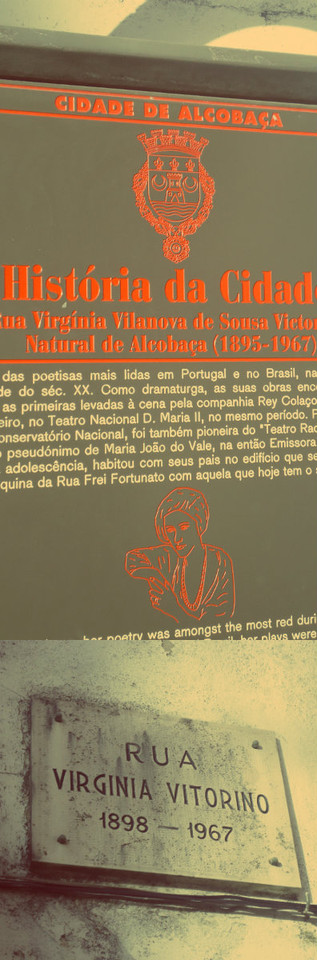 CIDADE DE ALCOBAÇA
História da Cidade
Rua Virgínia Vilanova de Sousa Victor
Natural de Alcobaça (1895-1967)
das poetisas mais lidas em Portugal e no Brasil, na
de do séc. XX. Como dramaturga, as suas obras enc
as primeiras levadas à cena pela companhia Rey Colaço
eiro, no Teatro Nacional D. Maria II, no mesmo período. P
onservatório Nacional, foi também pioneira do "Teatro Rad
o pseudónimo de Maria João do Vale, na então Emissora
adolescência, habitou com seus pais no edifício que se
quina da Rua Frei Fortunato com aquela que hoje tem o s
her poetry was amongst the most red duri
her plays were
RUA
VIRGINIA VITORINO
1898 — 1967